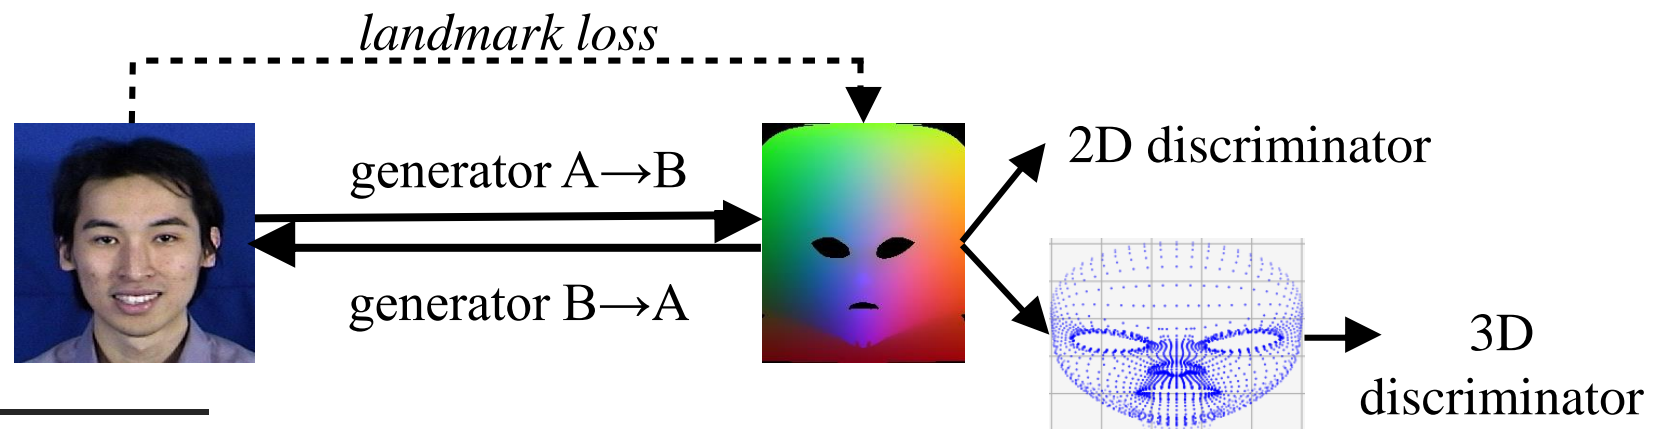 landmark loss
generator A→B
generator B→A
2D discriminator
3D
discriminator